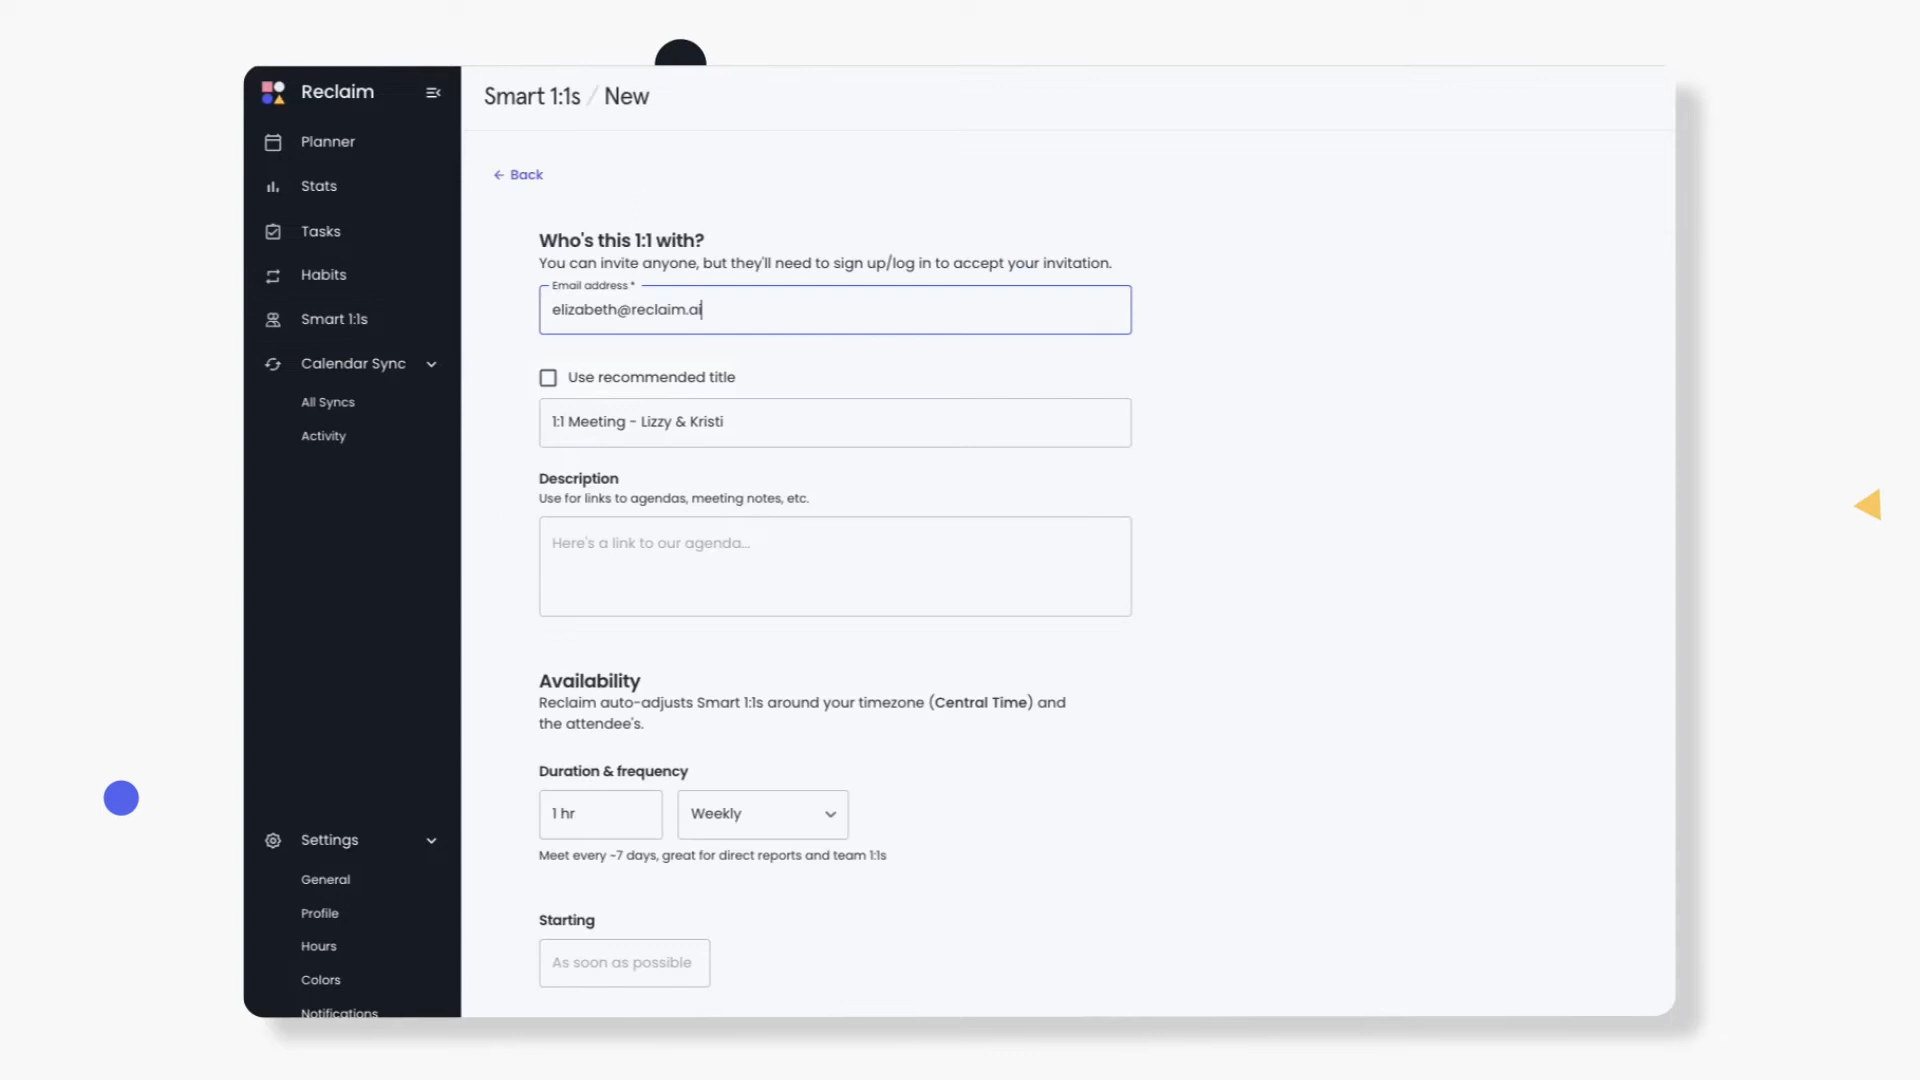 Reclaim
Planner
Stats
Tasks
Habits
Smart 1:1s
Calendar Sync
All Syncs
Activity
Settings
General
Profile
Hours
Colors
Notifications
Smart 1:1s / New
← Back
Who's this 1:1 with?
You can invite anyone, but they'll need to sign up/log in to accept your invitation.
Email address *
elizabeth@reclaim.ai
Use recommended title
1:1 Meeting - Lizzy & Kristi
Description
Use for links to agendas, meeting notes, etc.
Here's a link to our agenda...
Availability
Reclaim auto-adjusts Smart 1:1s around your timezone (Central Time) and
the attendee's.
Duration & frequency
1 hr
Weekly
Meet every ~7 days, great for direct reports and team 1:1s
Starting
As soon as possible